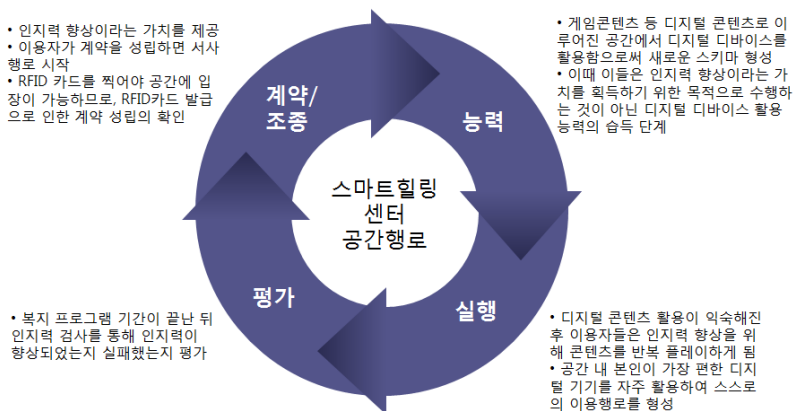 • 인지력 향상이라는 가치를 제공
• 이용자가 계약을 성립하면 서사
행로 시작
• RFID 카드를 찍어야 공간에 입
장이 가능하므로, RFID카드 발급
으로 인한 계약 성립의 확인
• 게임콘텐츠 등 디지털 콘텐츠로 이
루어진 공간에서 디지털 디바이스를
활용함으로써 새로운 스키마 형성
• 이때 이들은 인지력 향상이라는 가
치를 획득하기 위한 목적으로 수행하
는 것이 아닌 디지털 디바이스 활용
능력의 습득 단계
계약/
조종
능력
스마트힐링
센터
공간행로
평가
실행
• 복지 프로그램 기간이 끝난 뒤
인지력 검사를 통해 인지력이
향상되었는지 실패했는지 평가
• 디지털 콘텐츠 활용이 익숙해진
후 이용자들은 인지력 향상을 위
해 콘텐츠를 반복 플레이하게 됨
• 공간 내 본인이 가장 편한 디지
털 기기를 자주 활용하여 스스로
의 이용행로를 형성